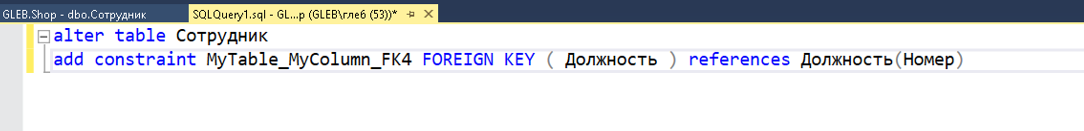 GLEB.Shop - dbo.Сотрудник SQLQuery1.sql - GL...p (GLEB\глеб (53))*
alter table Сотрудник
add constraint MyTable_MyColumn_FK4 FOREIGN KEY ( Должность ) references Должность(Номер)